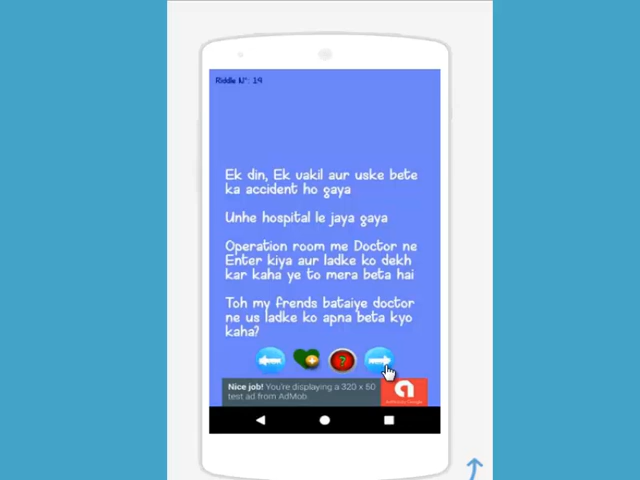 Riddle N°: 19
Ek din, Ek vakil aur uske bete
ka accident ho gaya
Unhe hospital le jaya gaya
Operation room me Doctor ne
Enter kiya aur ladke ko dekh
kar kaha ye to mera beta hai
Toh my frends bataiye doctor
ne us ladke ko apna beta kyo
kaha?
?
Nice job! You're displaying a 320 x 50
test ad from AdMob